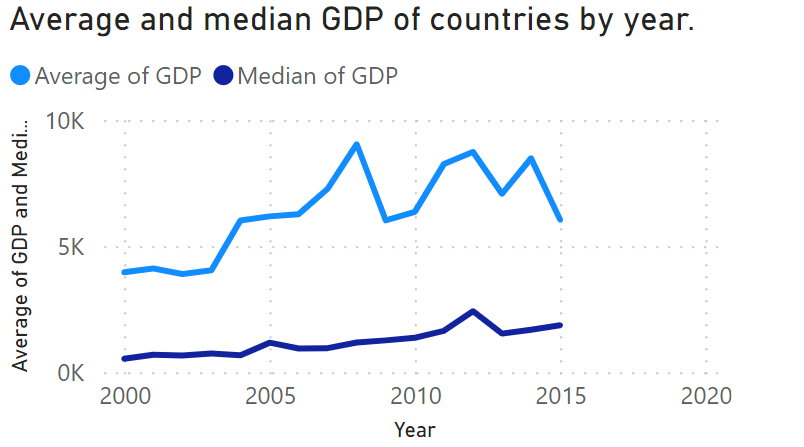 Average and median GDP of countries by year.
Average of GDP Median of GDP
Average of GDP and Medi...
10K
5K
0K
2000 2005 2010 2015 2020
Year